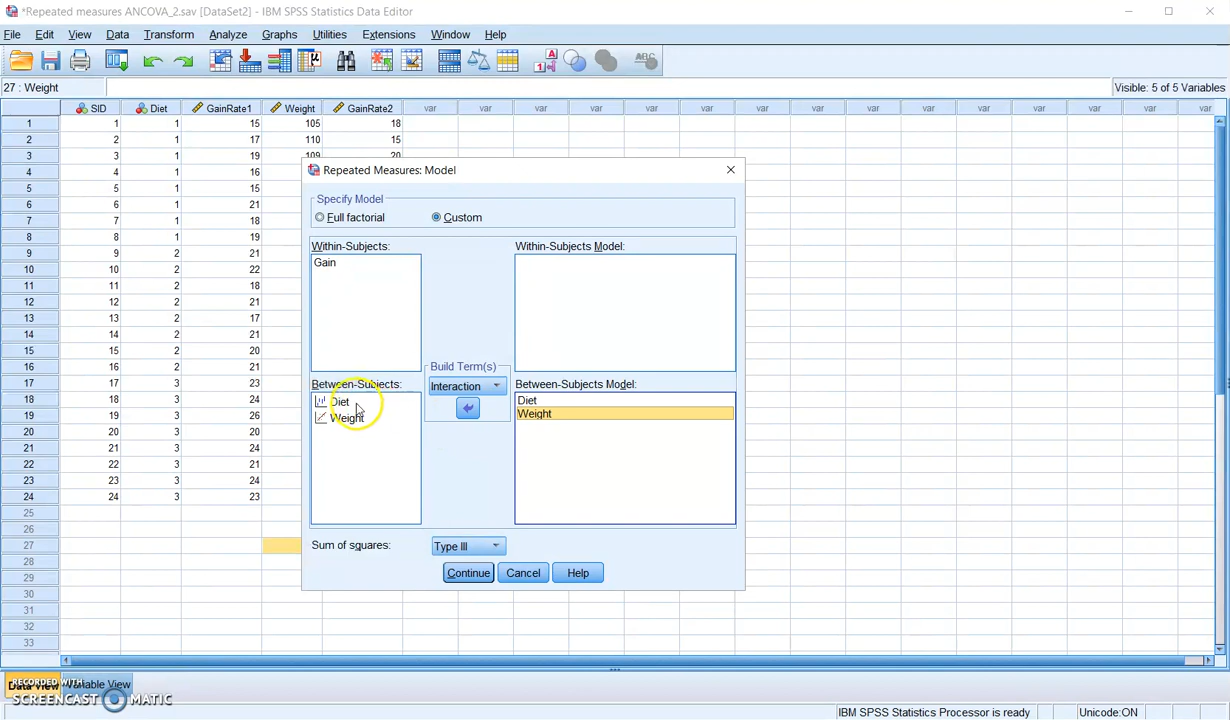 *Repeated measures ANCOVA_2.sav [DataSet2] - IBM SPSS Statistics Data Editor
File Edit View Data Transform Analyze Graphs Utilities Extensions Window Help
27 : Weight
Visible: 5 of 5 Variables
SID Diet GainRate1 Weight GainRate2 var var var var var var var var var var var var var var var
1 1 1 15 105 18
2 2 1 17 110 15
3 3 1 19 109 20
4 4 1 16
5 5 1 15
6 6 1 21
7 7 1 18
8 8 1 19
9 9 2 21
10 10 2 22
11 11 2 18
12 12 2 21
13 13 2 17
14 14 2 21
15 15 2 20
16 16 2 21
17 17 3 23
18 18 3 24
19 19 3 26
20 20 3 20
21 21 3 24
22 22 3 21
23 23 3 24
24 24 3 23
25
26
27
28
29
30
31
32
33
Repeated Measures: Model
Specify Model
Full factorial Custom
Within-Subjects: Within-Subjects Model:
Gain
Build Term(s)
Between-Subjects: Interaction Between-Subjects Model:
Diet Diet
Weight Weight
Sum of squares: Type III
Continue Cancel Help
Data View Variable View
RECORDED WITH
SCREENCAST MATIC
IBM SPSS Statistics Processor is ready Unicode:ON